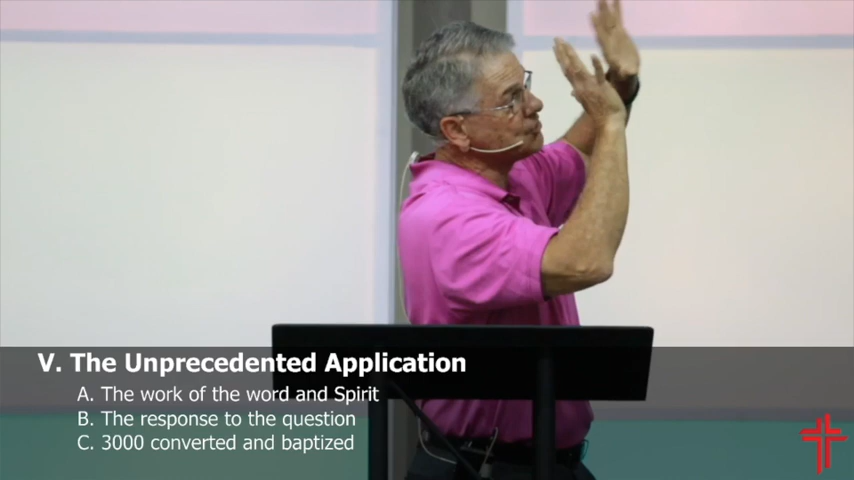 V. The Unprecedented Application
A. The work of the word and Spirit
B. The response to the question
C. 3000 converted and baptized